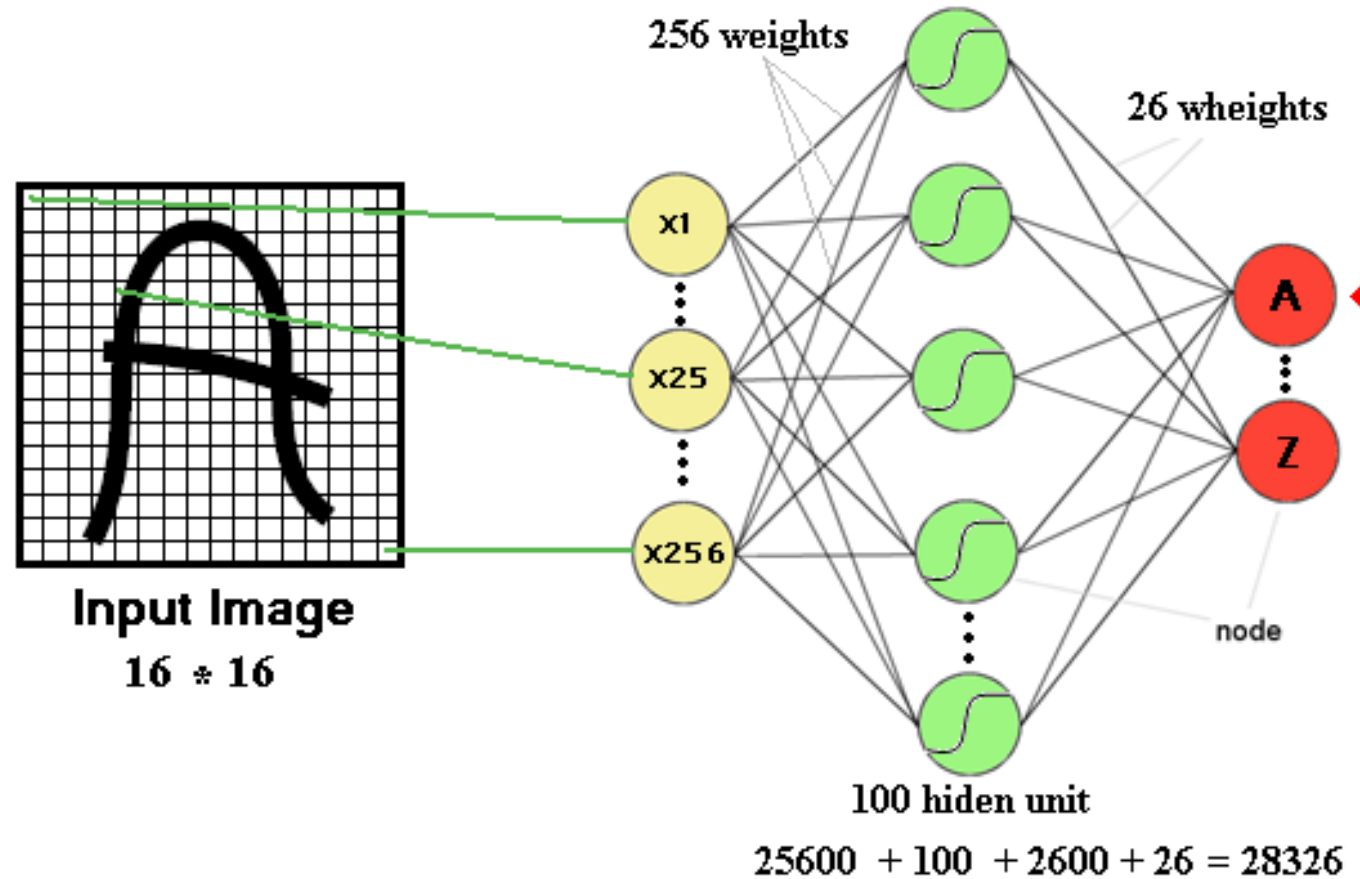 256 weights
26 wheights
x1
x25
x256
A
Z
node
Input Image
16 * 16
100 hiden unit
25600 + 100 + 2600 + 26 = 28326